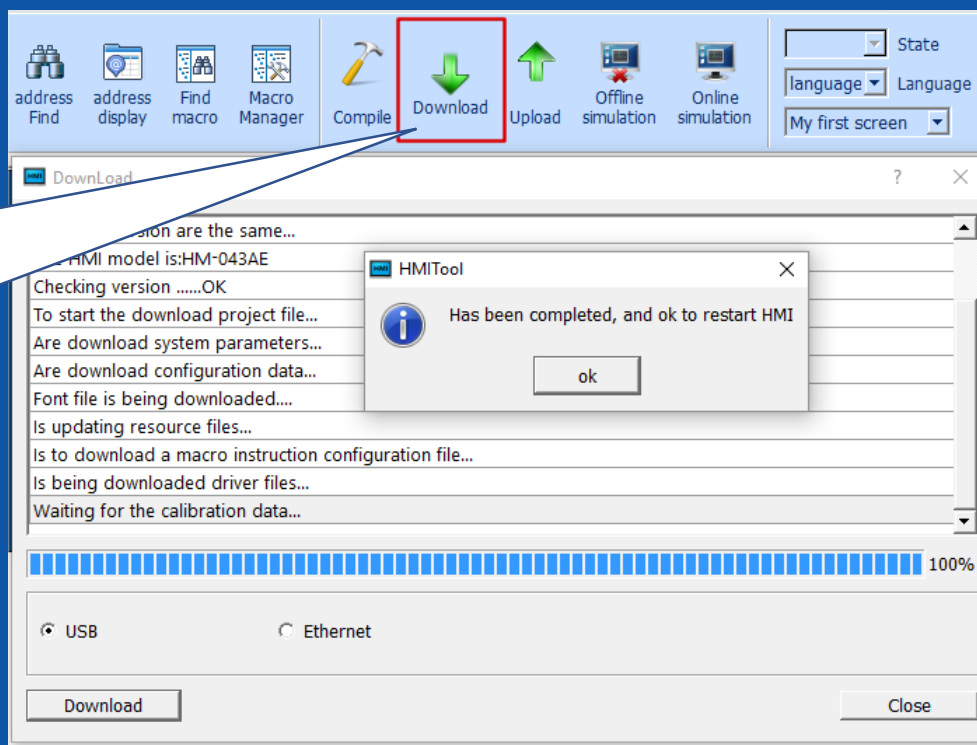 State
address Find
address display
Find macro
Macro Manager
Compile
Download
Upload
Offline simulation
Online simulation
language
Language
My first screen
DownLoad
?
are the same...
HMI model is:HM-043AE
Checking version ......OK
To start the download project file...
Are download system parameters...
Are download configuration data...
Font file is being downloaded....
Is updating resource files...
Is to download a macro instruction configuration file...
Is being downloaded driver files...
Waiting for the calibration data...
HMITool
Has been completed, and ok to restart HMI
ok
100%
USB
Ethernet
Download
Close